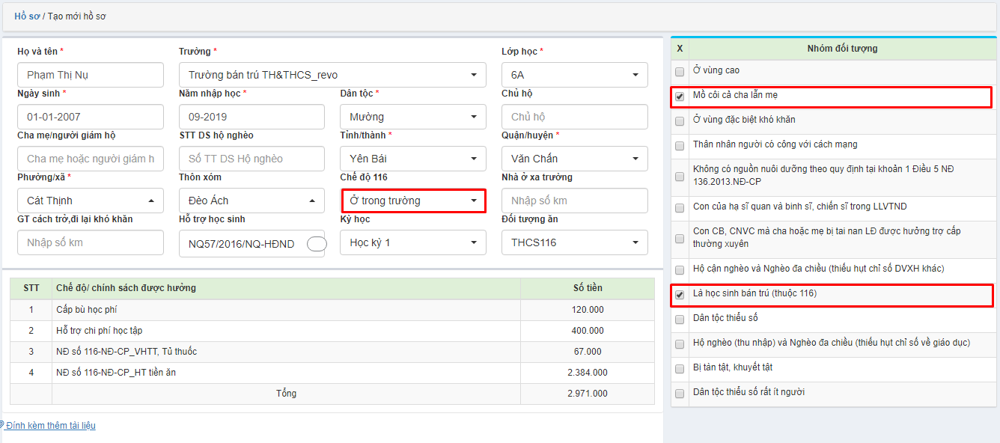 Hồ sơ / Tạo mới hồ sơ
Họ và tên *
Trường *
Lớp học *
Phạm Thị Nụ
Trường bán trú TH&THCS_revo
6A
Ngày sinh *
Năm nhập học *
Dân tộc *
Chủ hộ
01-01-2007
09-2019
Mường
Chủ hộ
Cha mẹ/người giám hộ
STT DS hộ nghèo
Tỉnh/thành *
Quận/huyện *
Cha mẹ hoặc người giám h
Số TT DS Hộ nghèo
Yên Bái
Văn Chấn
Phường/xã *
Thôn xóm
Chế độ 116
Nhà ở xa trường
Cát Thịnh
Đèo Ách
Ở trong trường
Nhập số km
GT cách trở,đi lại khó khăn
Hỗ trợ học sinh
Kỳ học
Đối tượng ăn
Nhập số km
NQ57/2016/NQ-HĐND
Học kỳ 1
THCS116
STT Chế độ/ chính sách được hưởng Số tiền
1 Cấp bù học phí 120.000
2 Hỗ trợ chi phí học tập 400.000
3 NĐ số 116-NĐ-CP_VHTT, Tủ thuốc 67.000
4 NĐ số 116-NĐ-CP_HT tiền ăn 2.384.000
Tổng 2.971.000
Đính kèm thêm tài liệu
X Nhóm đối tượng
Ở vùng cao
Mồ côi cả cha lẫn mẹ
Ở vùng đặc biệt khó khăn
Thân nhân người có công với cách mạng
Không có nguồn nuôi dưỡng theo quy định tại khoản 1 Điều 5 NĐ
136.2013.NĐ-CP
Con của hạ sĩ quan và binh sĩ, chiến sĩ trong LLVTND
Con CB, CNVC mà cha hoặc mẹ bị tai nan LĐ được hưởng trợ cấp
thường xuyên
Hộ cận nghèo và Nghèo đa chiều (thiếu hụt chỉ số DVXH khác)
Là học sinh bán trú (thuộc 116)
Dân tộc thiểu số
Hộ nghèo (thu nhập) và Nghèo đa chiều (thiếu hụt chỉ số về giáo dục)
Bị tàn tật, khuyết tật
Dân tộc thiểu số rất ít người